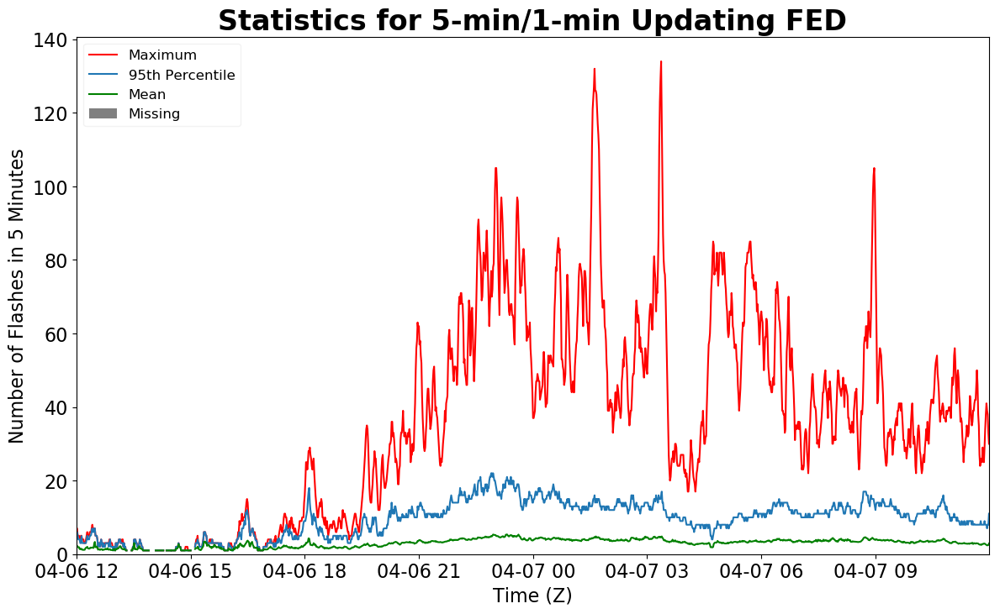 Statistics for 5-min/1-min Updating FED
Number of Flashes in 5 Minutes
140
120
100
80
60
40
20
0
Maximum
95th Percentile
Mean
Missing
04-06 12 04-06 15 04-06 18 04-06 21 04-07 00 04-07 03 04-07 06 04-07 09
Time (Z)